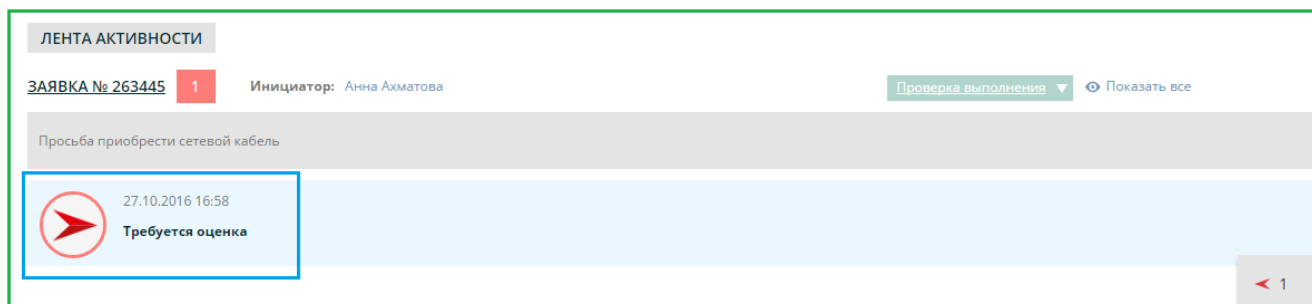 ЛЕНТА АКТИВНОСТИ
ЗАЯВКА № 263445 1 Инициатор: Анна Ахматова Проверка выполнения Показать все
Просьба приобрести сетевой кабель
27.10.2016 16:58
Требуется оценка
1